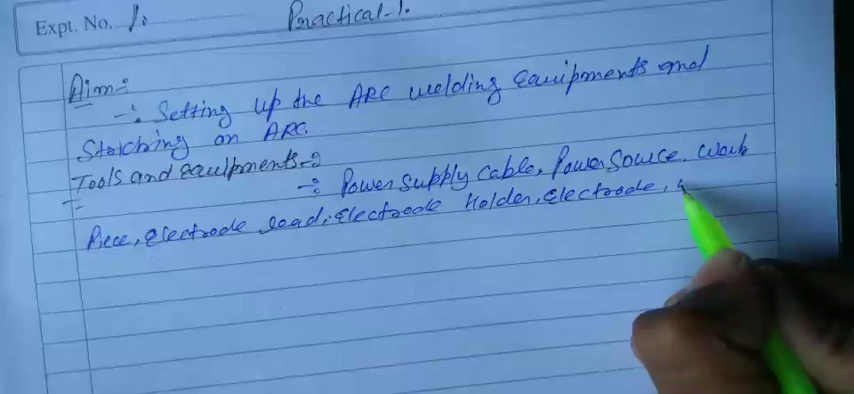 Expt. No. 1.
Practical-1.
Aim:-
-: Setting up the ARC welding equipments and
Striching on ARC.
Tools and equipments-:
-: Power supply cable, Power Source, Work
Piece, Electrode lead, Electrode Holder, Electrode,